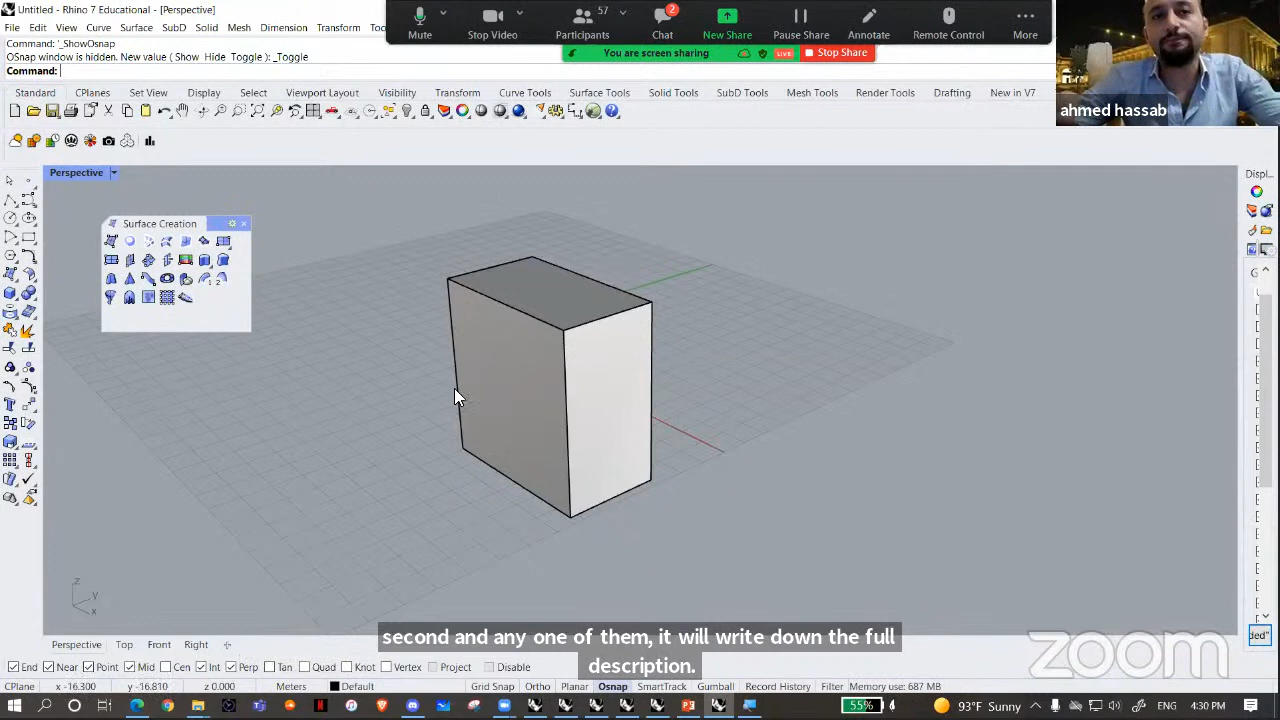 Untitled - Rhino 7 Educational - [Perspective]
File Edit View Curve Surface SubD Solid Mesh Dimension Transform Tools
Command: '_ShowOsnap
OSnap window is hidden. New value ( Show Hide Toggle ): _Toggle
Command:
Mute
Stop Video
57
Participants
2
Chat
New Share
Pause Share
Annotate
Remote Control
More
You are screen sharing
LIVE
Stop Share
ahmed hassab
Standard CPlanes Set View Display Select Viewport Layout Visibility Transform Curve Tools Surface Tools Solid Tools SubD Tools Mesh Tools Render Tools Drafting New in V7
Perspective
Displ...
Surface Creation
z
y
x
second and any one of them, it will write down the full
description.
zoom
Perspective Top Front Right
End Near Point Mid Cen Int Perp Tan Quad Knot Vertex Project Disable
CPlane x -16.300 y -16.810 z 0.000 Meters Default Grid Snap Ortho Planar Osnap SmartTrack Gumball Record History Filter Memory use: 687 MB
55% 93°F Sunny ENG 4:30 PM